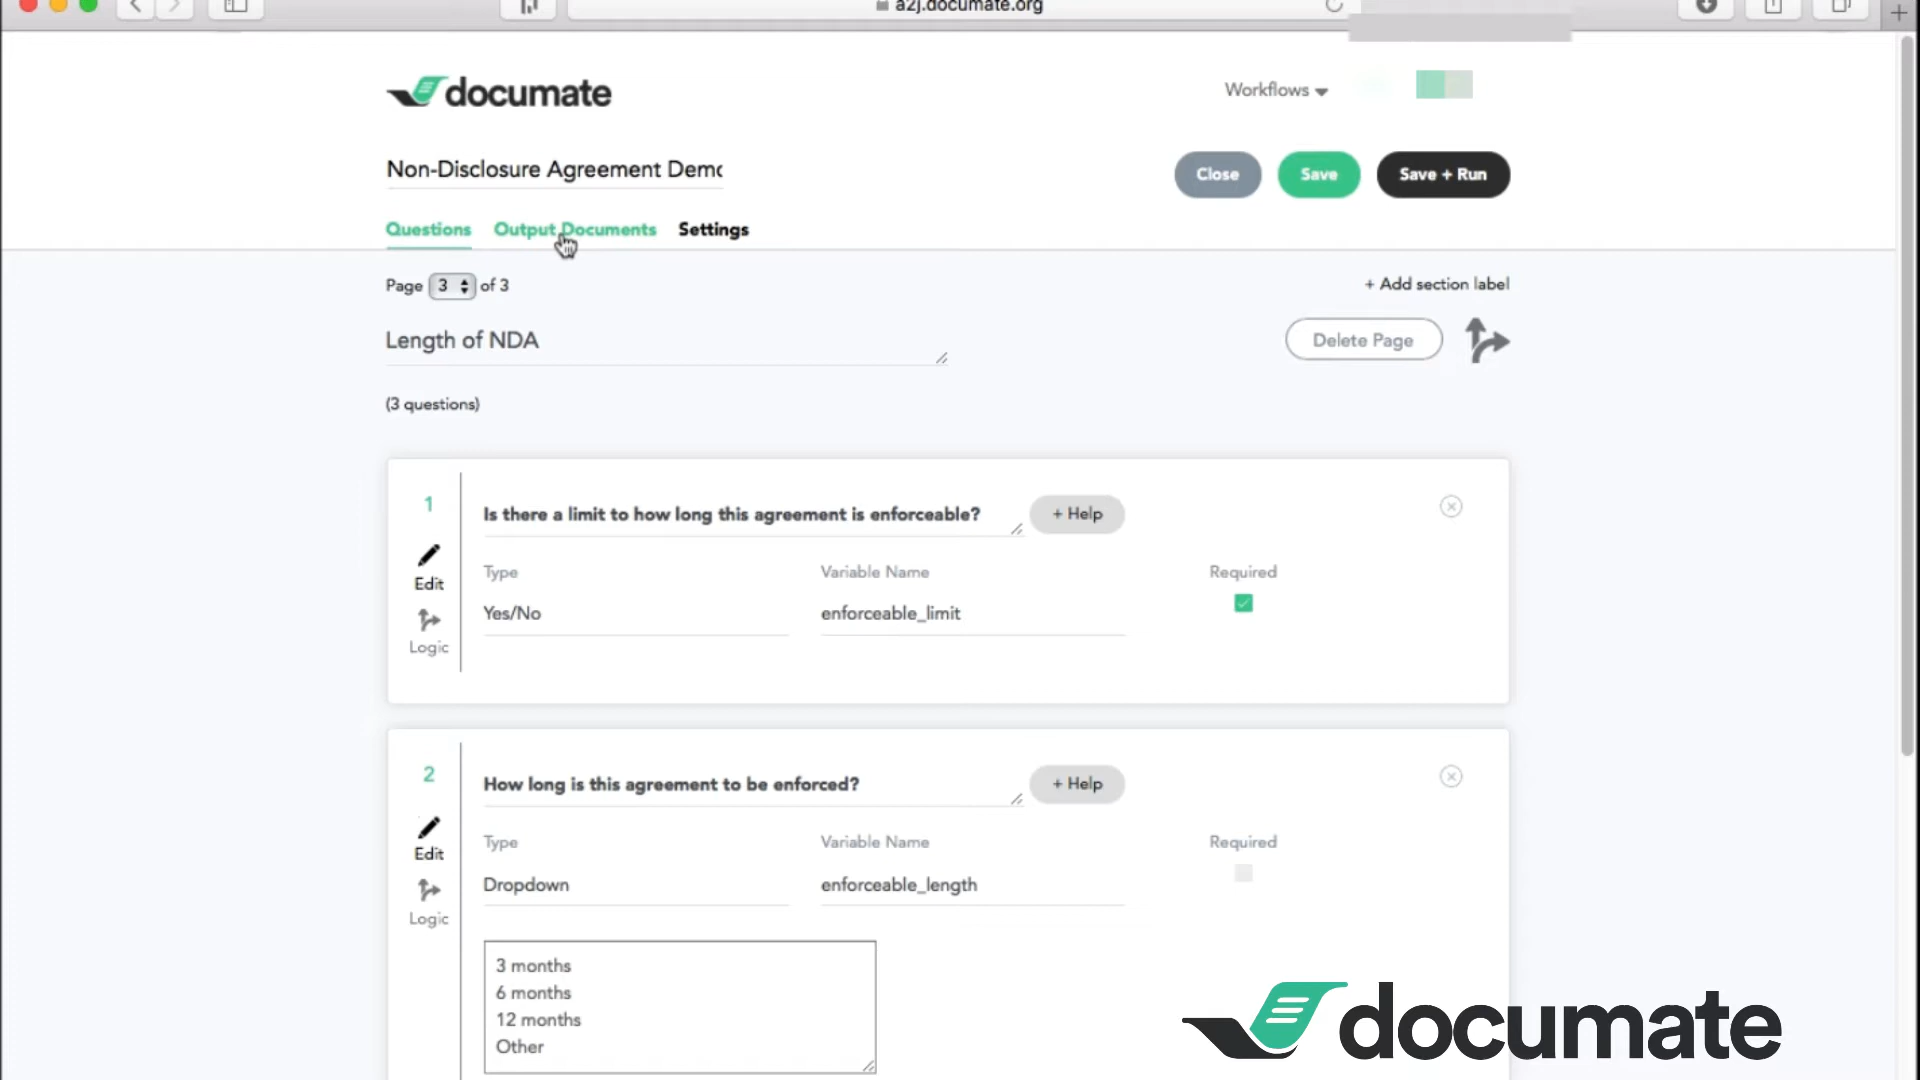 a2j.documate.org
documate
Workflows
Non-Disclosure Agreement Demo
Close
Save
Save + Run
Questions
Output Documents
Settings
Page 3 of 3
+ Add section label
Length of NDA
Delete Page
(3 questions)
1
Is there a limit to how long this agreement is enforceable?
+ Help
Edit
Type
Variable Name
Required
Yes/No
enforceable_limit
Logic
2
How long is this agreement to be enforced?
+ Help
Edit
Type
Variable Name
Required
Dropdown
enforceable_length
Logic
3 months
6 months
12 months
Other
documate